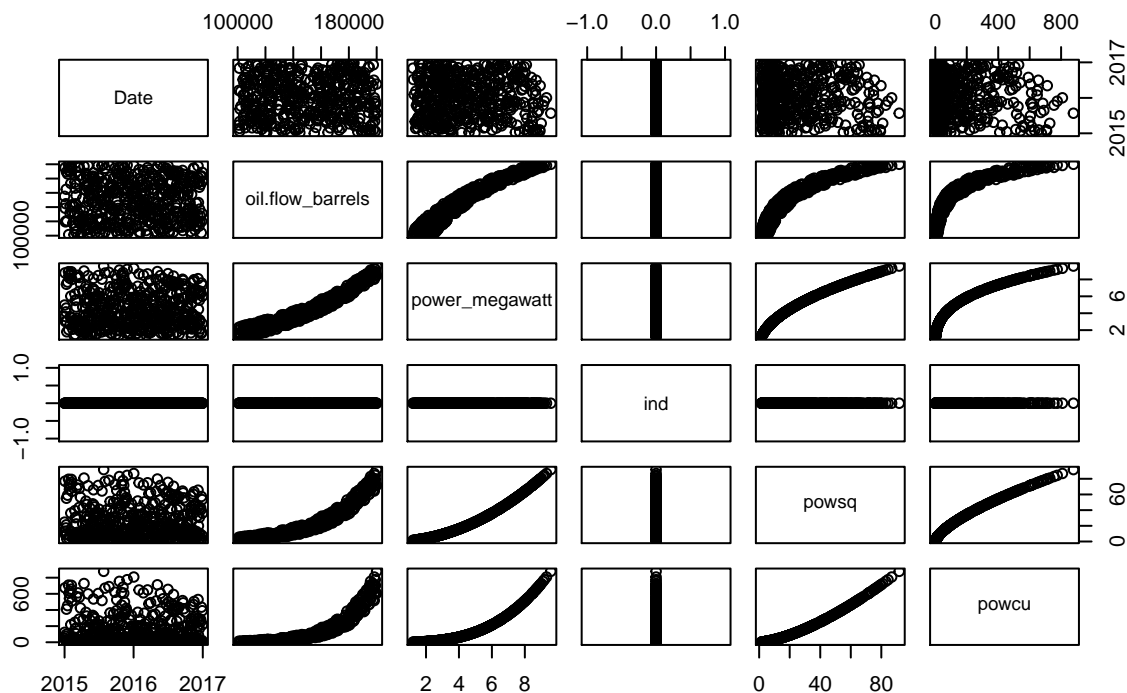 100000 180000 −1.0 0.0 1.0 0 400 800
Date
2015 2017
oil.flow_barrels
100000
power_megawatt
2 6
ind
−1.0 1.0
powsq
0 60
powcu
0 600
2015 2016 2017 2 4 6 8 0 40 80